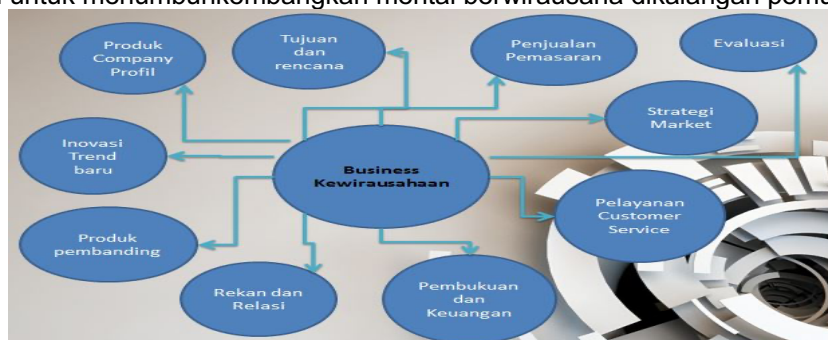 untuk menumbuhkembangkan mental berwirausaha dikalangan
Produk
Company
Profil
Tujuan
dan
rencana
Penjualan
Pemasaran
Evaluasi
Strategi
Market
Inovasi
Trend
baru
Business
Kewirausahaan
Pelayanan
Customer
Service
Produk
pembanding
Rekan dan
Relasi
Pembukuan
dan
Keuangan